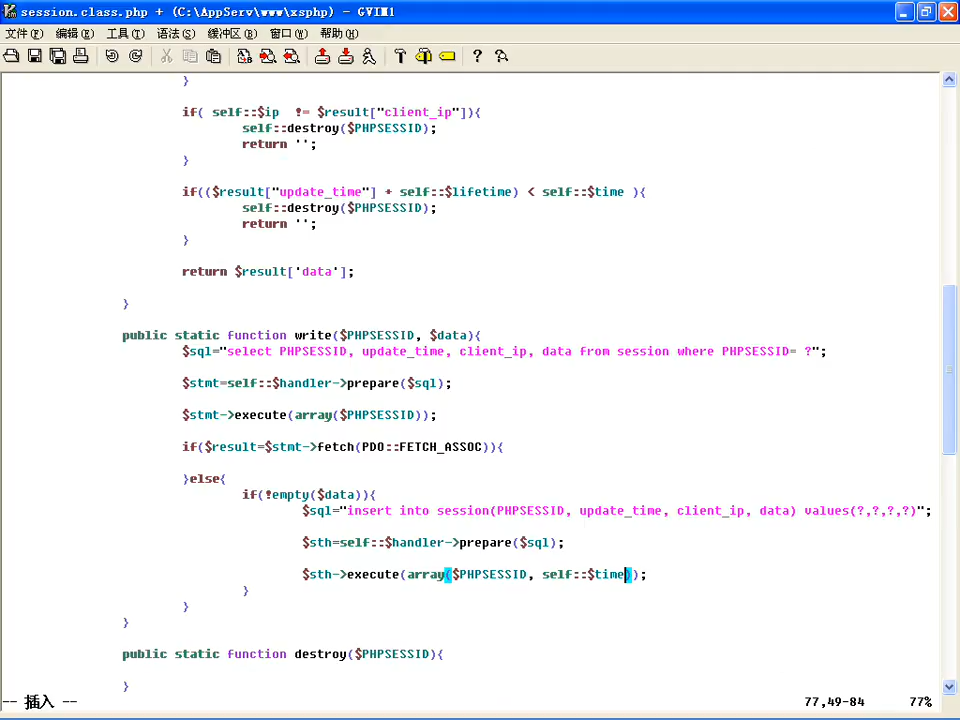 session.class.php + (C:\AppServ\www\xsphp) - GVIM1
文件(F) 编辑(E) 工具(T) 语法(S) 缓冲区(B) 窗口(W) 帮助(H)
}
if( self::$ip != $result["client_ip"]){
self::destroy($PHPSESSID);
return '';
}
if(($result["update_time"] + self::$lifetime) < self::$time ){
self::destroy($PHPSESSID);
return '';
}
return $result['data'];
}
public static function write($PHPSESSID, $data){
$sql="select PHPSESSID, update_time, client_ip, data from session where PHPSESSID= ?";
$stmt=self::$handler->prepare($sql);
$stmt->execute(array($PHPSESSID));
if($result=$stmt->fetch(PDO::FETCH_ASSOC)){
}else{
if(!empty($data)){
$sql="insert into session(PHPSESSID, update_time, client_ip, data) values(?,?,?,?)";
$sth=self::$handler->prepare($sql);
$sth->execute(array($PHPSESSID, self::$time));
}
}
}
public static function destroy($PHPSESSID){
}
-- 插入 -- 77,49-84 77%